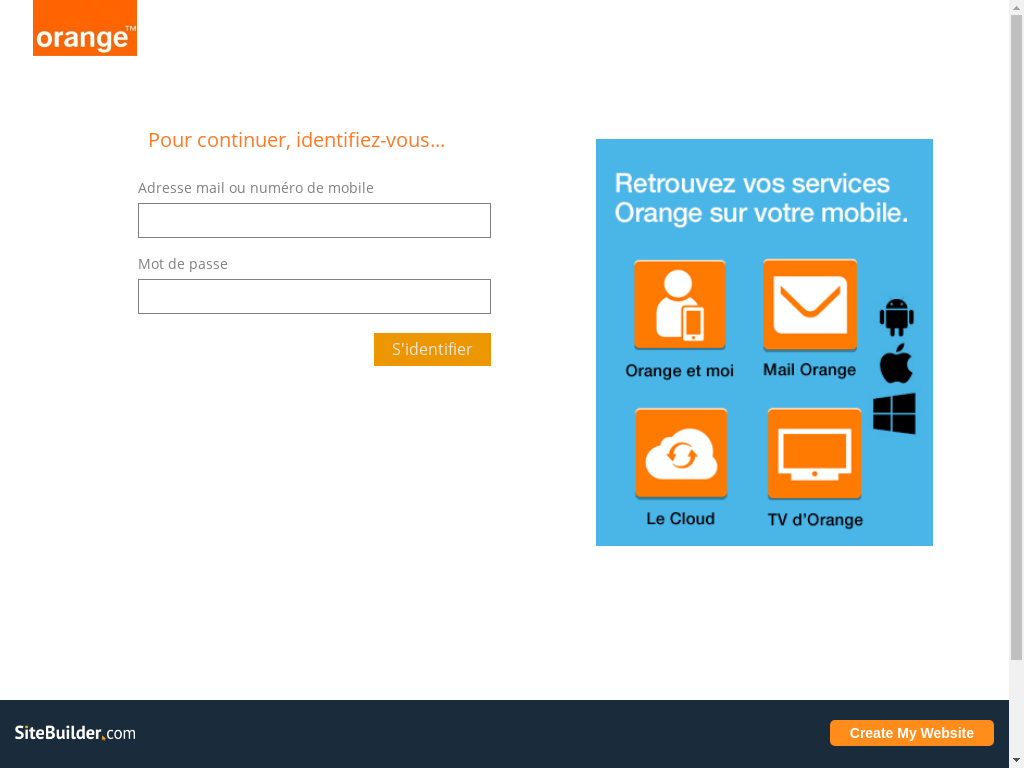 orange™
Pour continuer, identifiez-vous...
Adresse mail ou numéro de mobile
Mot de passe
S'identifier
Retrouvez vos services
Orange sur votre mobile.
Orange et moi
Mail Orange
Le Cloud
TV d'Orange
SiteBuilder.com
Create My Website